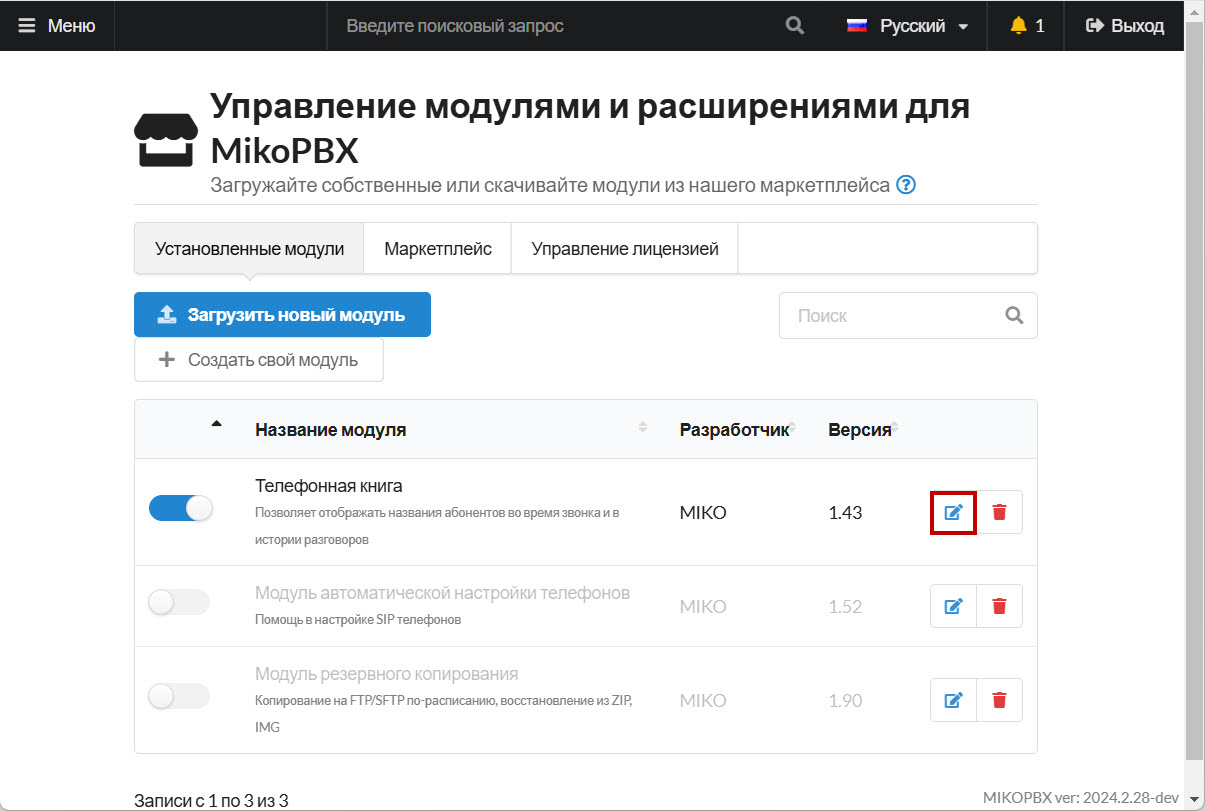 Меню
Введите поисковый запрос
Русский
1
Выход
Управление модулями и расширениями для
MikoPBX
Загружайте собственные или скачивайте модули из нашего маркетплейса ?
Установленные модули
Маркетплейс
Управление лицензией
Загрузить новый модуль
Поиск
Создать свой модуль
Название модуля
Разработчик
Версия
Телефонная книга
Позволяет отображать названия абонентов во время звонка и в
истории разговоров
MIKO
1.43
Модуль автоматической настройки телефонов
Помощь в настройке SIP телефонов
MIKO
1.52
Модуль резервного копирования
Копирование на FTP/SFTP по-расписанию, восстановление из ZIP,
IMG
MIKO
1.90
Записи с 1 по 3 из 3
MIKOPBX ver: 2024.2.28-dev